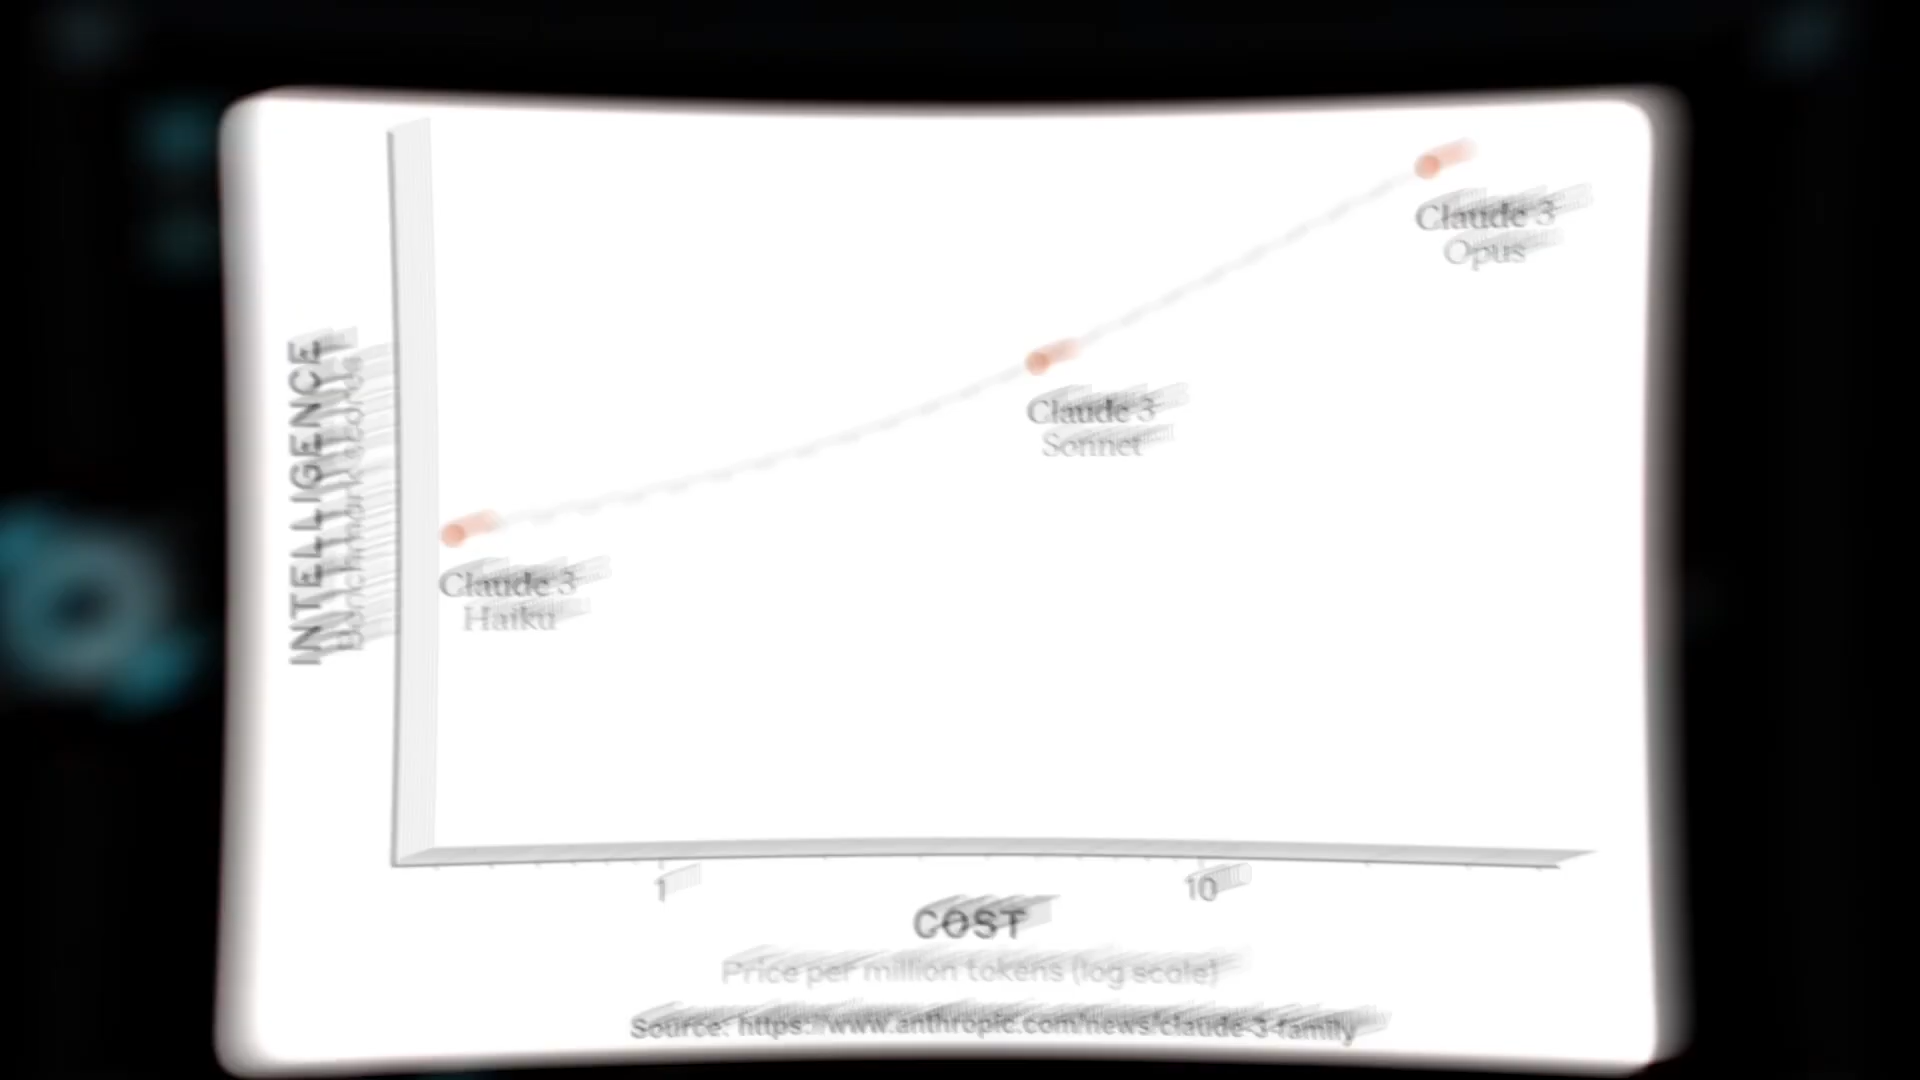 INTELLIGENCE
Benchmark scores
Claude 3
Opus
Claude 3
Sonnet
Claude 3
Haiku
1
10
COST
Price per million tokens (log scale)
Source: https://www.anthropic.com/news/claude-3-family